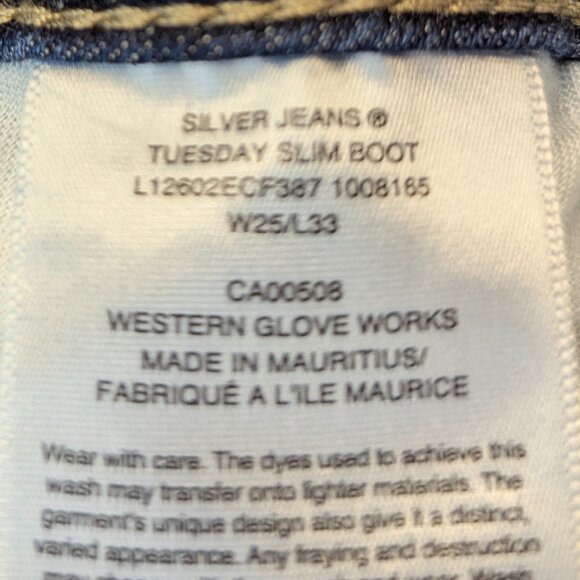 SILVER JEANS ®
TUESDAY SLIM BOOT
L12602ECF387 1008165
W25/L33
CA00508
WESTERN GLOVE WORKS
MADE IN MAURITIUS/
FABRIQUÉ A L'ILE MAURICE
Wear with care. The dyes used to achieve this
wash may transfer onto lighter materials. The
garment's unique design also give it a distinct,
varied appearance. Any fraying and destruction
may